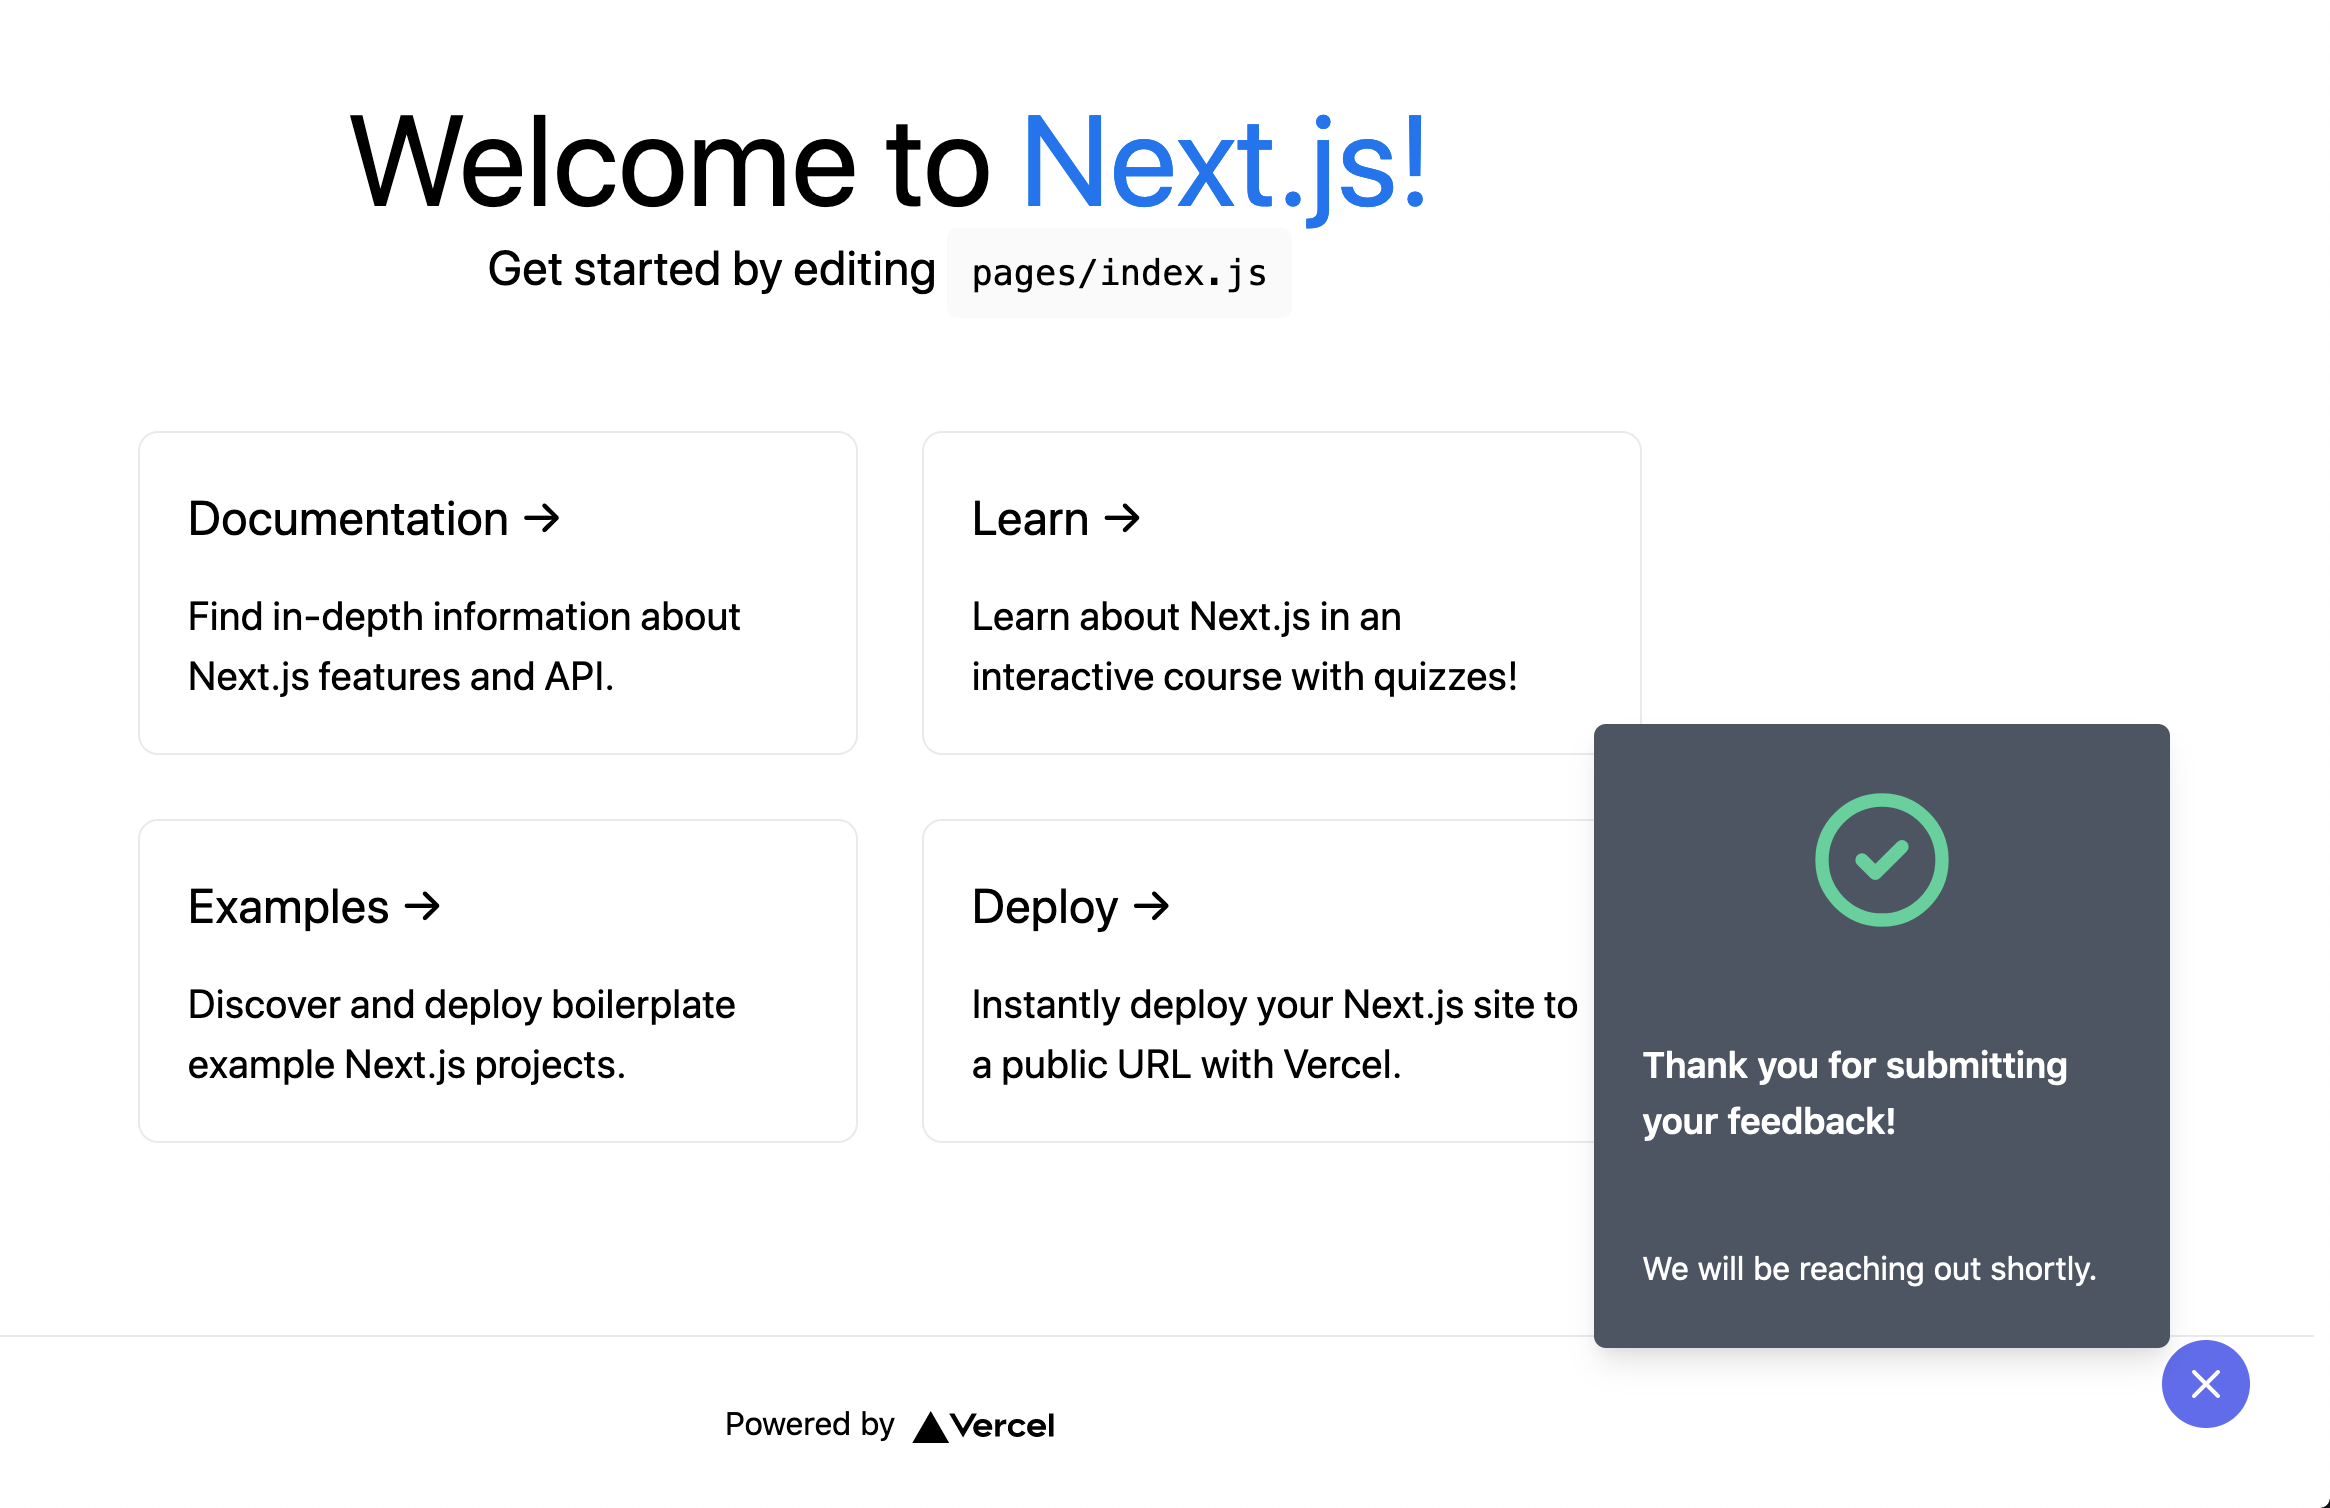 Welcome to Next.js!
Get started by editing pages/index.js
Documentation →
Find in-depth information about
Next.js features and API.
Learn →
Learn about Next.js in an
interactive course with quizzes!
Examples →
Discover and deploy boilerplate
example Next.js projects.
Deploy →
Instantly deploy your Next.js site to
a public URL with Vercel.
Thank you for submitting
your feedback!
We will be reaching out shortly.
Powered by Vercel